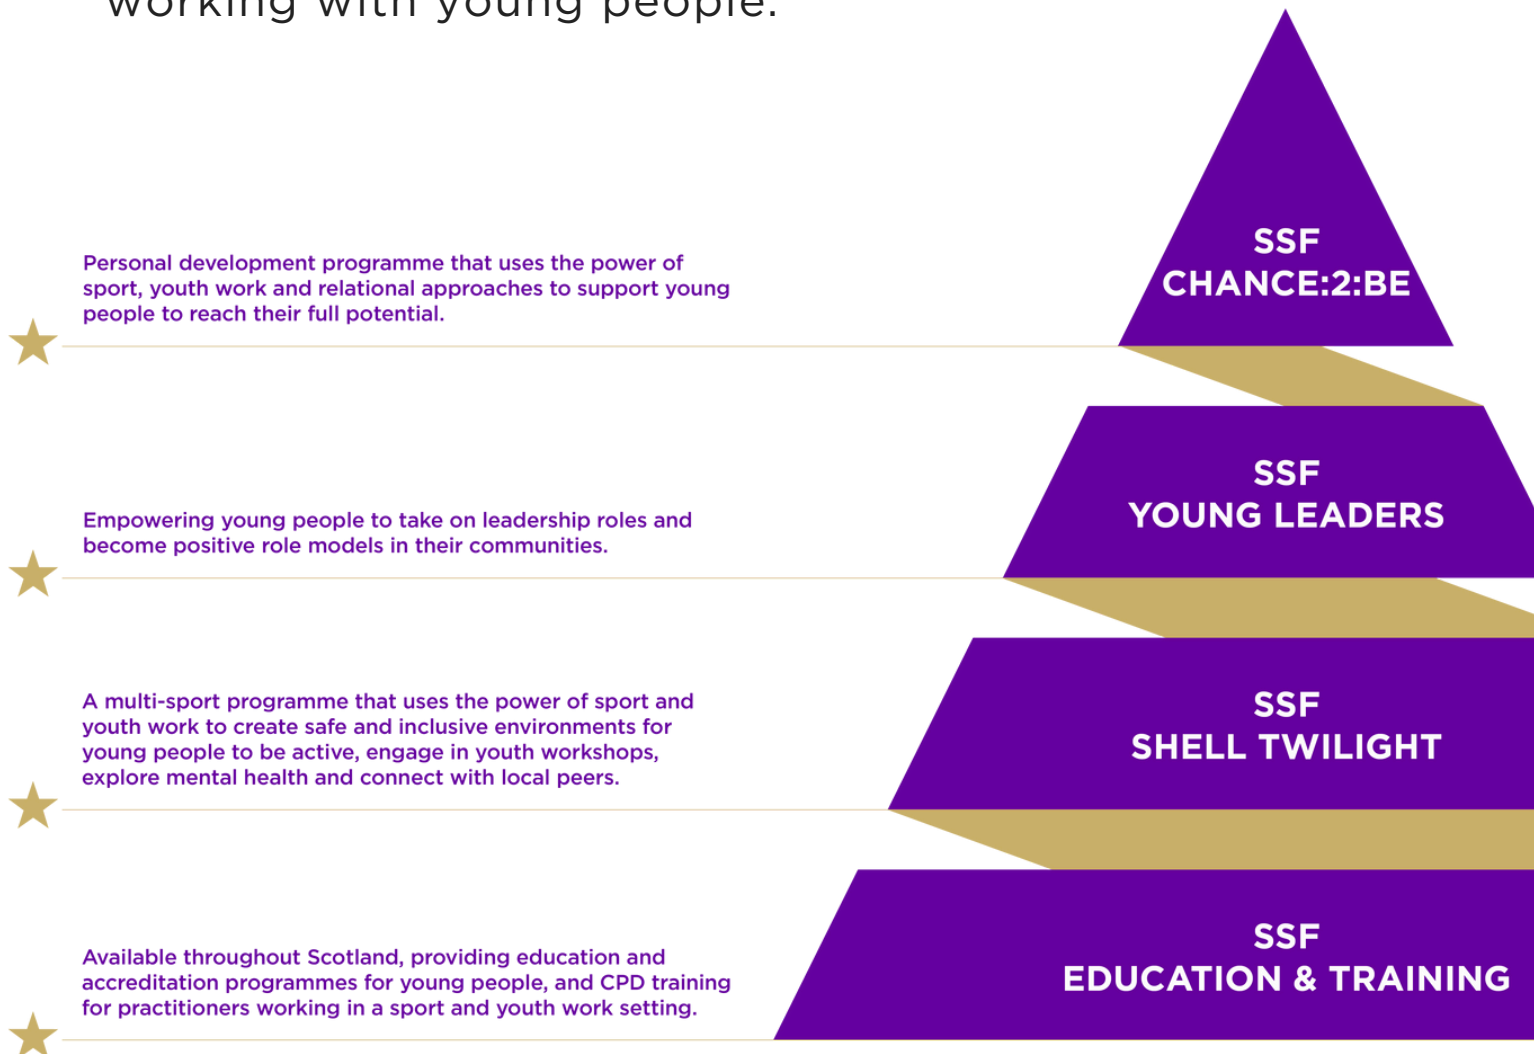 working with young people.
Personal development programme that uses the power of
sport, youth work and relational approaches to support young
people to reach their full potential.
SSF
CHANCE:2:BE
Empowering young people to take on leadership roles and
become positive role models in their communities.
SSF
YOUNG LEADERS
A multi-sport programme that uses the power of sport and
youth work to create safe and inclusive environments for
young people to be active, engage in youth workshops,
explore mental health and connect with local peers.
SSF
SHELL TWILIGHT
Available throughout Scotland, providing education and
accreditation programmes for young people, and CPD training
for practitioners working in a sport and youth work setting.
SSF
EDUCATION & TRAINING